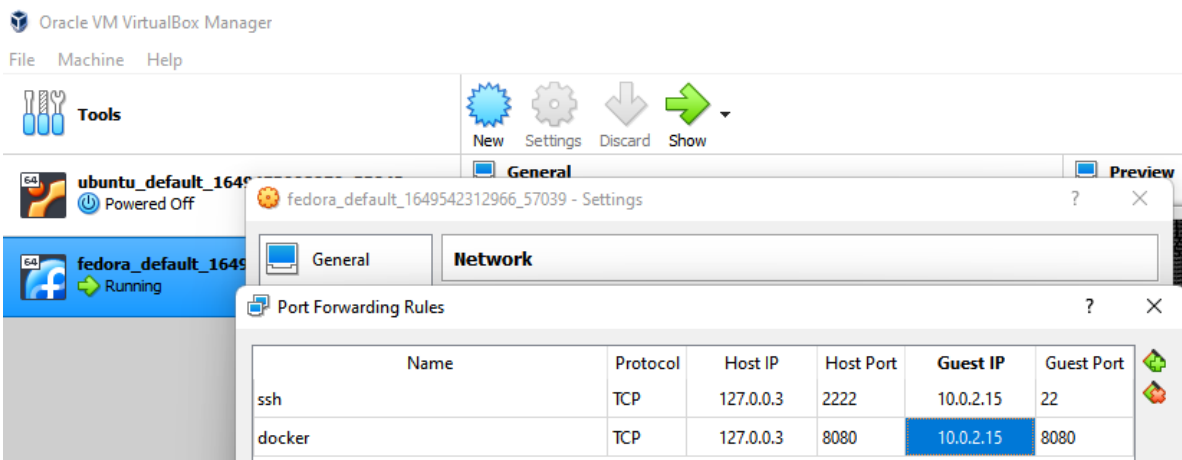 Oracle VM VirtualBox Manager
File Machine Help
Tools
New Settings Discard Show
General
Preview
64
Powered Off
fedora_default_1649542312966_57039 - Settings
?
64
fedora_default_1649
Running
General
Network
Port Forwarding Rules
?
Name Protocol Host IP Host Port Guest IP Guest Port
ssh TCP 127.0.0.3 2222 10.0.2.15 22
docker TCP 127.0.0.3 8080 10.0.2.15 8080